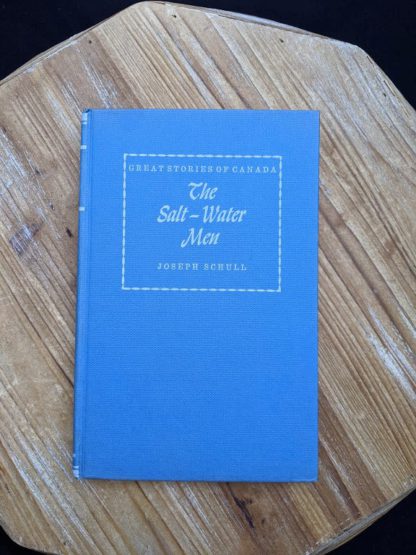 GREAT STORIES OF CANADA
The
Salt-Water
Men
JOSEPH SCHULL